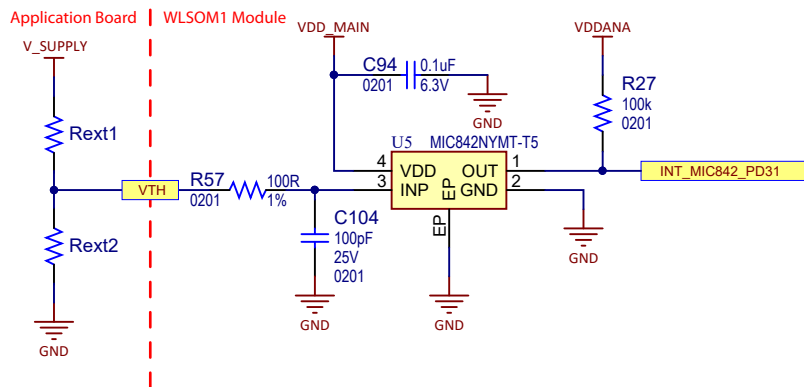 Application Board
WLSOM1 Module
V_SUPPLY
VDD_MAIN
VDDANA
C94
0201
0.1uF
6.3V
GND
R27
100k
0201
Rext1
U5
MIC842NYMT-T5
4
3
VDD
INP
EP
OUT
GND
1
2
INT_MIC842_PD31
VTH
R57
0201
100R
1%
Rext2
C104
100pF
25V
0201
EP
GND
GND
GND
GND